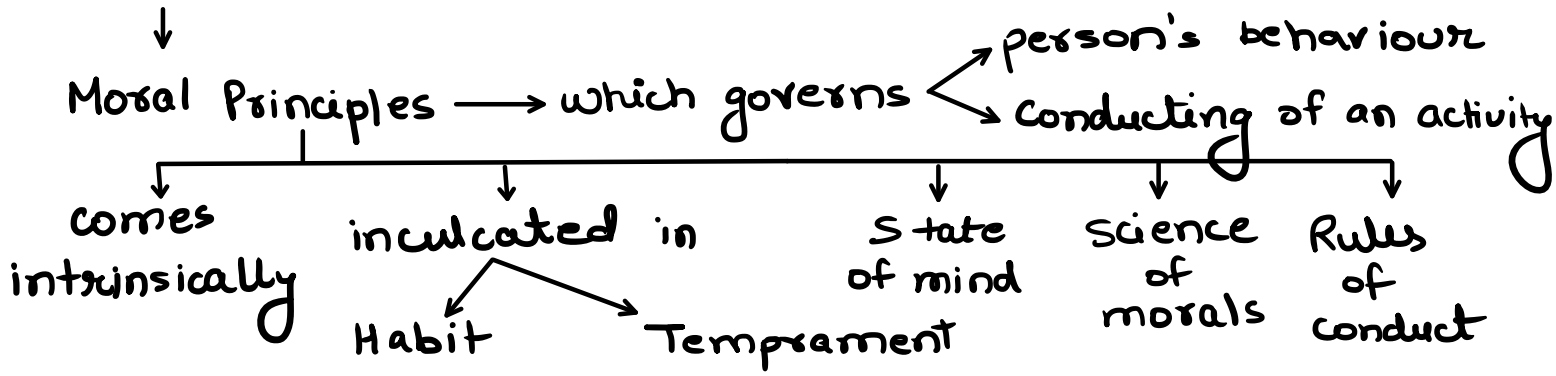 person's behaviour
Moral Principles → which governs
Conducting of an activity
comes
intrinsically
inculcated in
Habit
Temprament
State
of mind
Science
of
morals
Rules
of
conduct